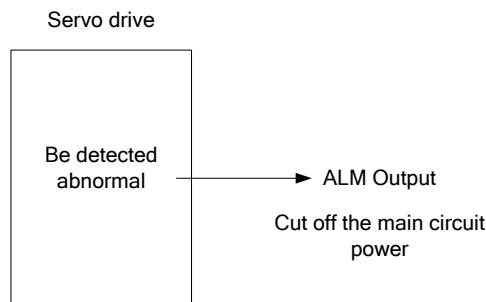 Servo drive
Be detected
abnormal
ALM Output
Cut off the main circuit
power